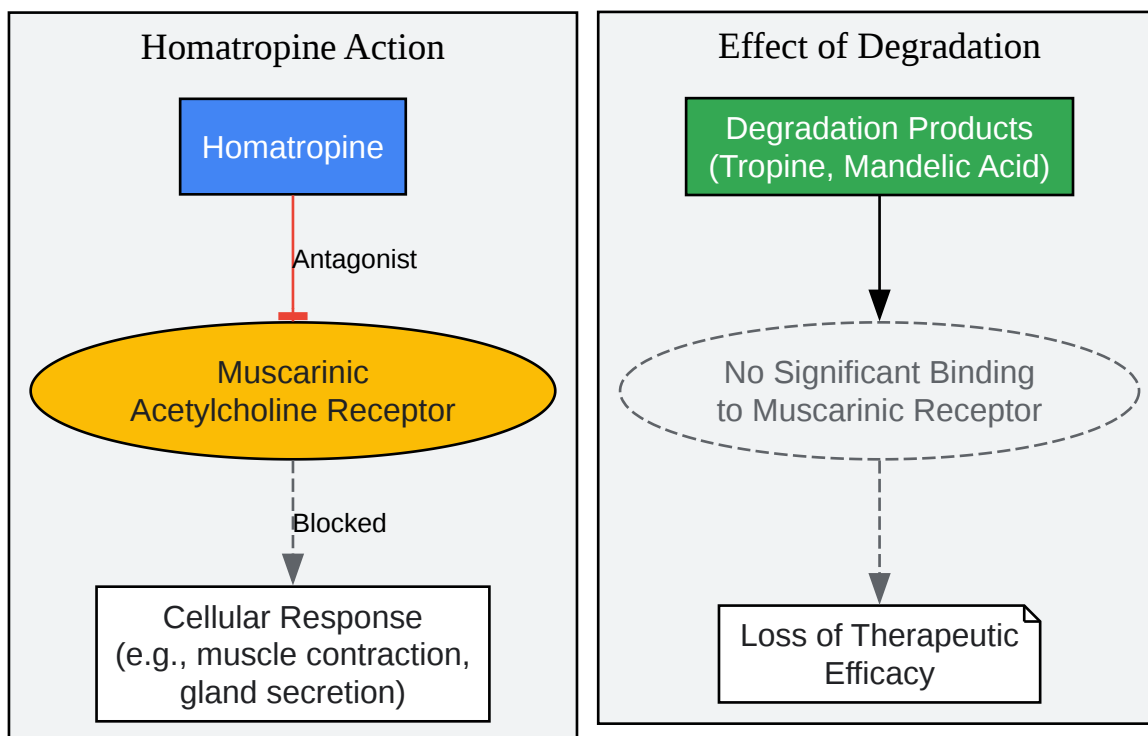 Homatropine Action
Homatropine
Antagonist
Muscarinic
Acetylcholine Receptor
Blocked
Cellular Response
(e.g., muscle contraction,
gland secretion)
Effect of Degradation
Degradation Products
(Tropine, Mandelic Acid)
No Significant Binding
to Muscarinic Receptor
Loss of Therapeutic
Efficacy